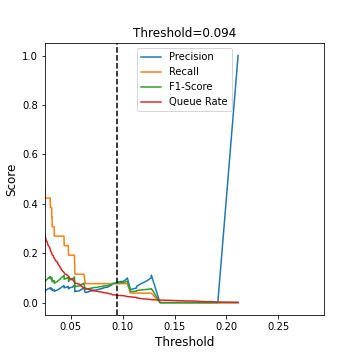 Threshold=0.094
Precision
Recall
F1-Score
Queue Rate
Score
1.0
0.8
0.6
0.4
0.2
0.0
0.05 0.10 0.15 0.20 0.25
Threshold